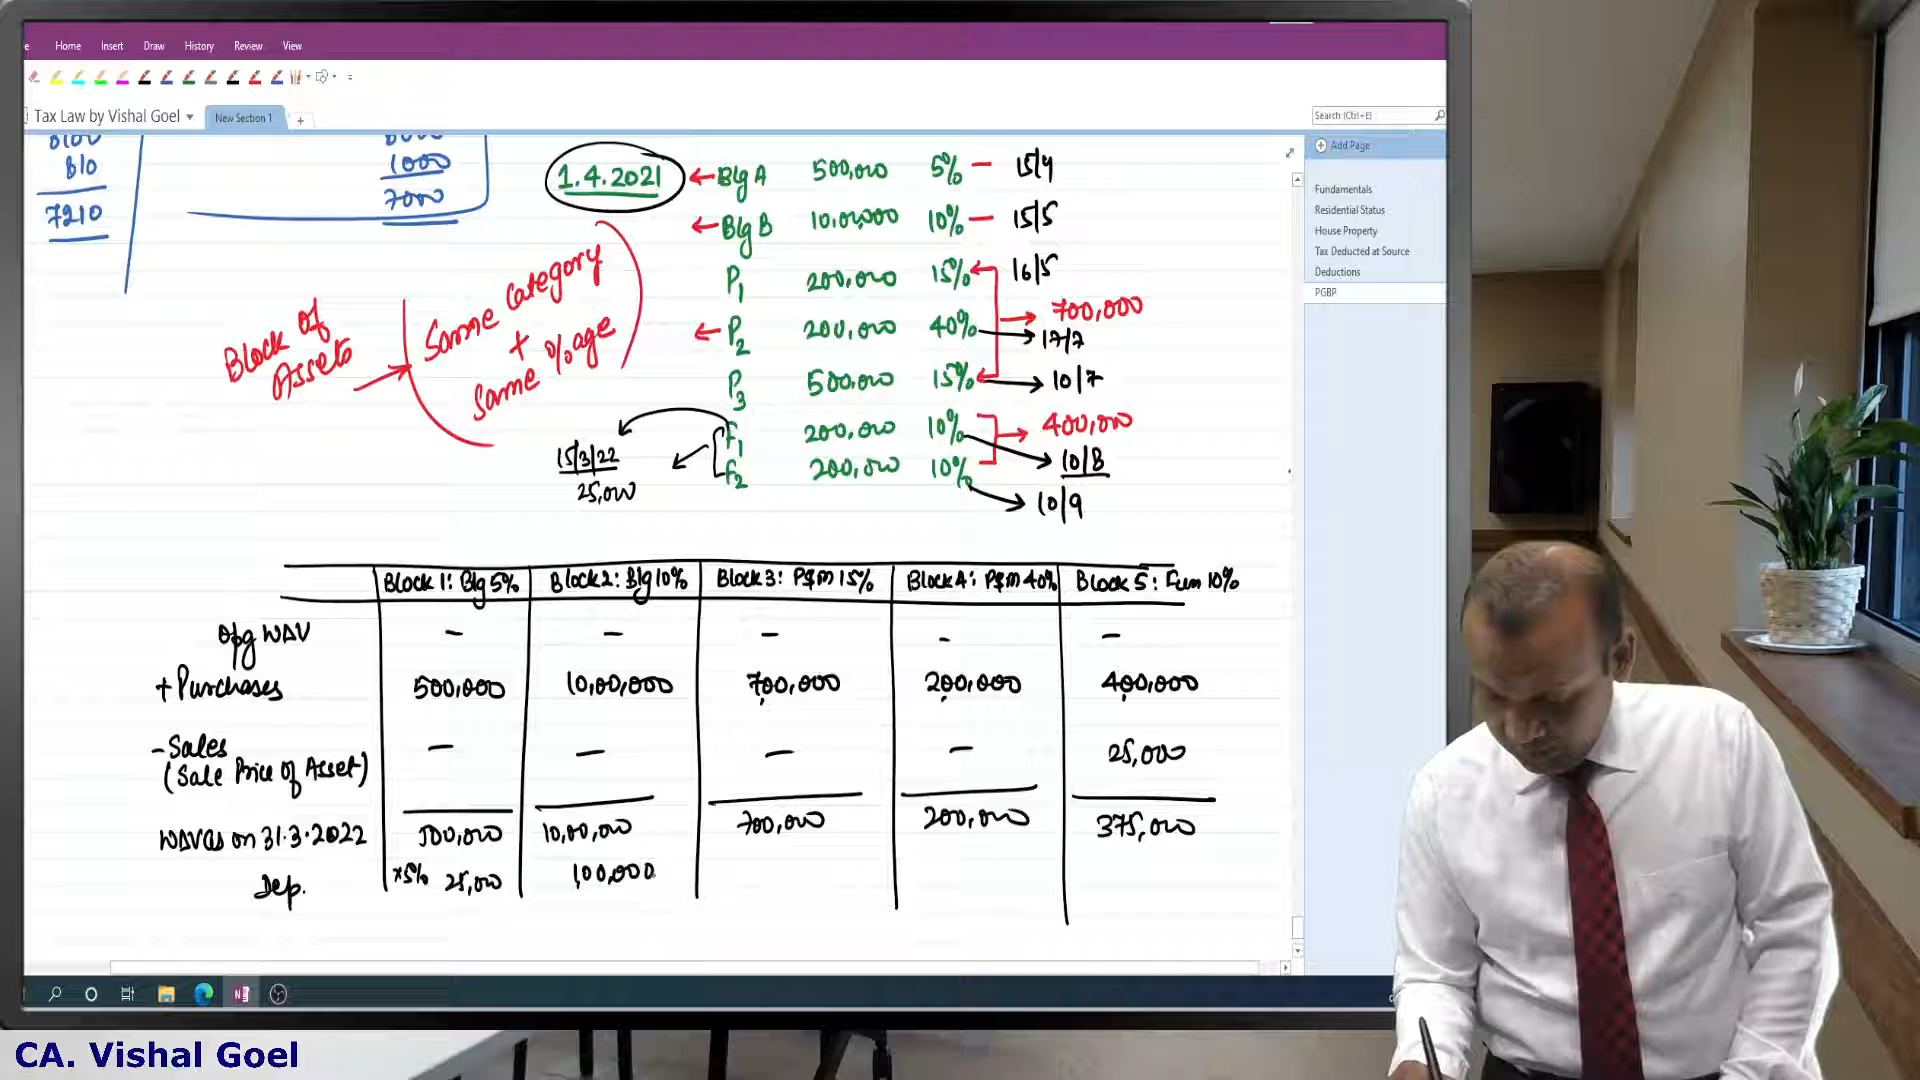 Home Insert Draw History Review View
Tax Law by Vishal Goel
New Section 1
Search (Ctrl+E)
Add Page
Fundamentals
Residential Status
House Property
Tax Deducted at Source
Deductions
PGBP
810
7210
1000
7000
1.4.2021
Blg A 500,000 5% 15/4
Blg B 10,00,000 10% 15/5
P1 200,000 15% 16/5
700,000
P2 200,000 40% 17/7
P3 500,000 15% 10/7
400,000
F1 200,000 10% 10/8
F2 200,000 10% 10/9
15/3/22
25,000
Block of Assets
Same Category
+
Same %age
Block 1: Blg 5% Block 2: Blg 10% Block 3: P&M 15% Block 4: P&M 40% Block 5: Furn 10%
Opg WDV - - - - -
+ Purchases 500,000 10,00,000 700,000 200,000 400,000
- Sales - - - - 25,000
(Sale Price of Asset)
WDV as on 31.3.2022 500,000 10,00,000 700,000 200,000 375,000
Dep. x5% 25,000 1,00,000
CA. Vishal Goel